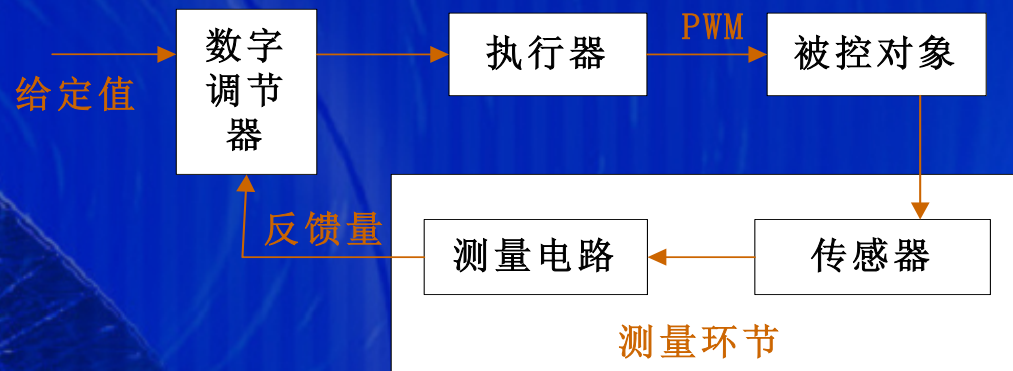 给定值
数字
调节
器
执行器
PWM
被控对象
反馈量
测量电路
传感器
测量环节